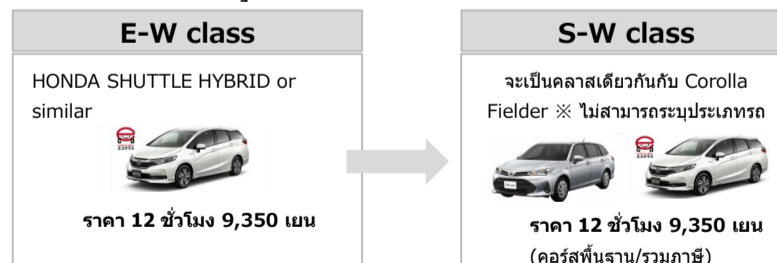 E-W class
HONDA SHUTTLE HYBRID or
similar
ราคา 12 ชั่วโมง 9,350 เยน
S-W class
จะเป็นคลาสเดียวกันกับ Corolla
Fielder ※ ไม่สามารถระบุประเภทรถ
ราคา 12 ชั่วโมง 9,350 เยน
(คอร์สพื้นฐาน/รวมภาษี)